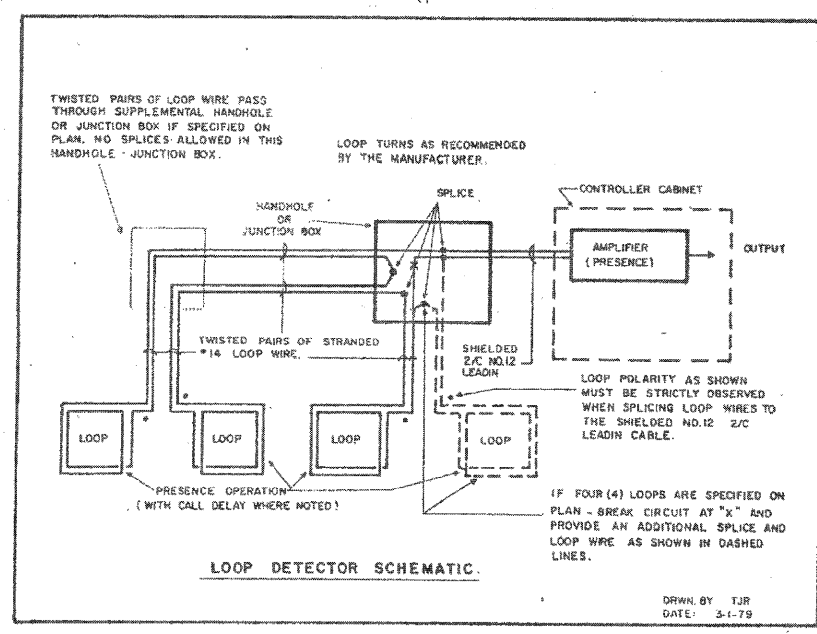 TWISTED PAIRS OF LOOP WIRE PASS
THROUGH SUPPLEMENTAL HANDHOLE
OR JUNCTION BOX IF SPECIFIED ON
PLAN. NO SPLICES ALLOWED IN THIS
HANDHOLE - JUNCTION BOX.
LOOP TURNS AS RECOMMENDED
BY THE MANUFACTURER.
SPLICE
HANDHOLE
OR
JUNCTION BOX
CONTROLLER CABINET
AMPLIFIER
(PRESENCE)
OUTPUT
TWISTED PAIRS OF STRANDED
#14 LOOP WIRE.
SHIELDED
2/C NO.12
LEADIN
X
LOOP POLARITY AS SHOWN
MUST BE STRICTLY OBSERVED
WHEN SPLICING LOOP WIRES TO
THE SHIELDED NO.12 2/C
LEADIN CABLE.
LOOP
LOOP
LOOP
LOOP
PRESENCE OPERATION
(WITH CALL DELAY WHERE NOTED)
IF FOUR (4) LOOPS ARE SPECIFIED ON
PLAN - BREAK CIRCUIT AT "X" AND
PROVIDE AN ADDITIONAL SPLICE AND
LOOP WIRE AS SHOWN IN DASHED
LINES.
LOOP DETECTOR SCHEMATIC.
DRWN. BY TJR
DATE: 3-1-79